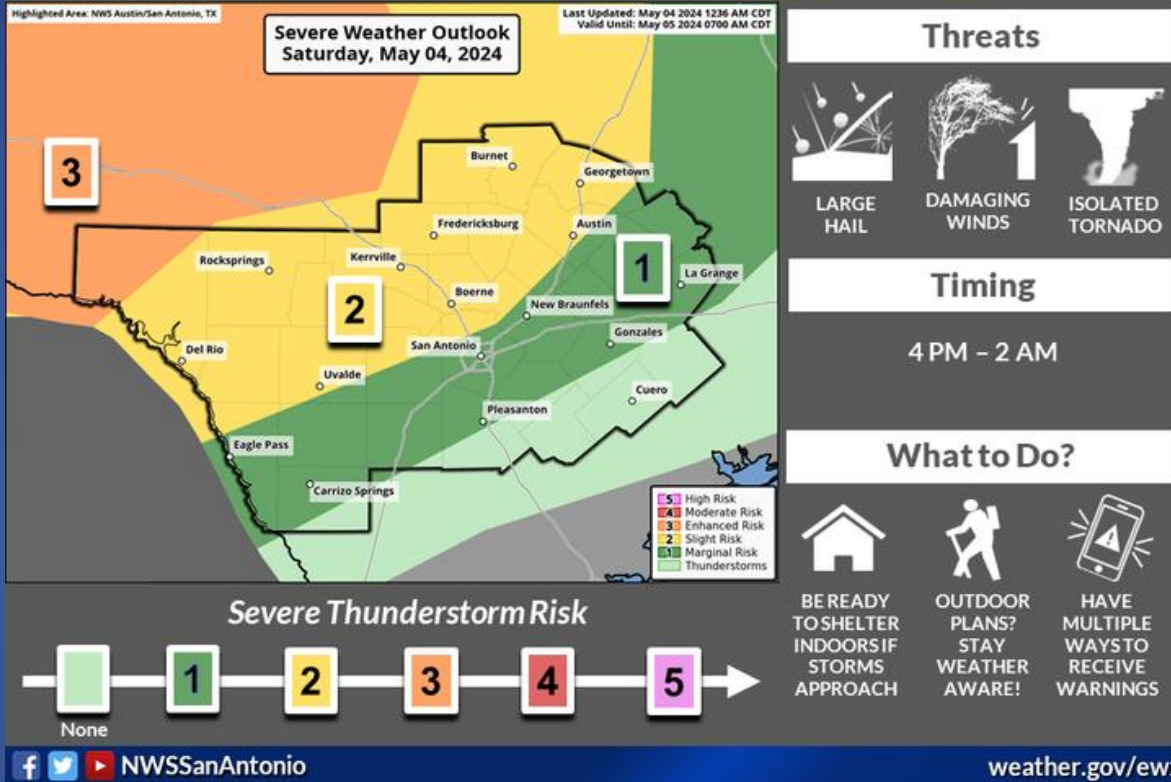 Highlighted Area: NWS Austin/San Antonio, TX
Last Updated: May 04 2024 1236 AM CDT
Valid Until: May 05 2024 0700 AM CDT
Severe Weather Outlook
Saturday, May 04, 2024
3
Burnet
Georgetown
Fredericksburg
Austin
Rocksprings
Kerrville
1
La Grange
Boerne
2
New Braunfels
Gonzales
San Antonio
Del Rio
Uvalde
Cuero
Pleasanton
Eagle Pass
Carrizo Springs
5 High Risk
4 Moderate Risk
3 Enhanced Risk
2 Slight Risk
1 Marginal Risk
Thunderstorms
Severe Thunderstorm Risk
1
2
3
4
5
None
Threats
LARGE
HAIL
DAMAGING
WINDS
ISOLATED
TORNADO
Timing
4 PM – 2 AM
What to Do?
BE READY
TO SHELTER
INDOORS IF
STORMS
APPROACH
OUTDOOR
PLANS?
STAY
WEATHER
AWARE!
HAVE
MULTIPLE
WAYS TO
RECEIVE
WARNINGS
NWSSanAntonio
weather.gov/ew